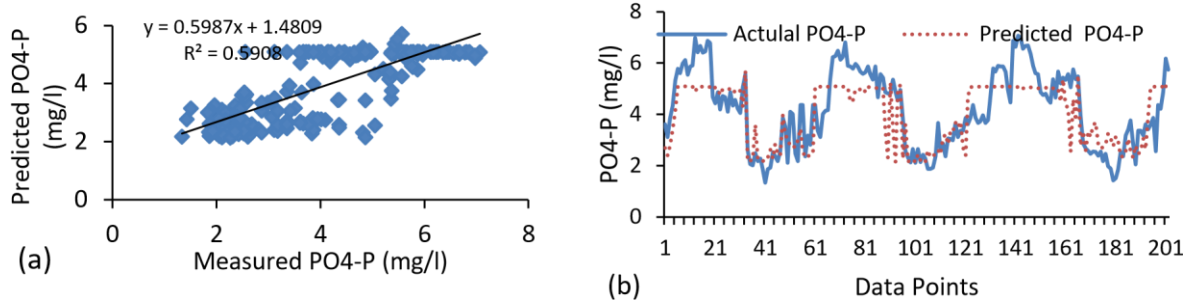 y = 0.5987x + 1.4809
R² = 0.5908
Predicted PO4-P
(mg/l)
6
4
2
0
0 2 4 6 8
Measured PO4-P (mg/l)
(a)
Actulal PO4-P Predicted PO4-P
PO4-P (mg/l)
8
6
4
2
0
1 21 41 61 81 101 121 141 161 181 201
Data Points
(b)